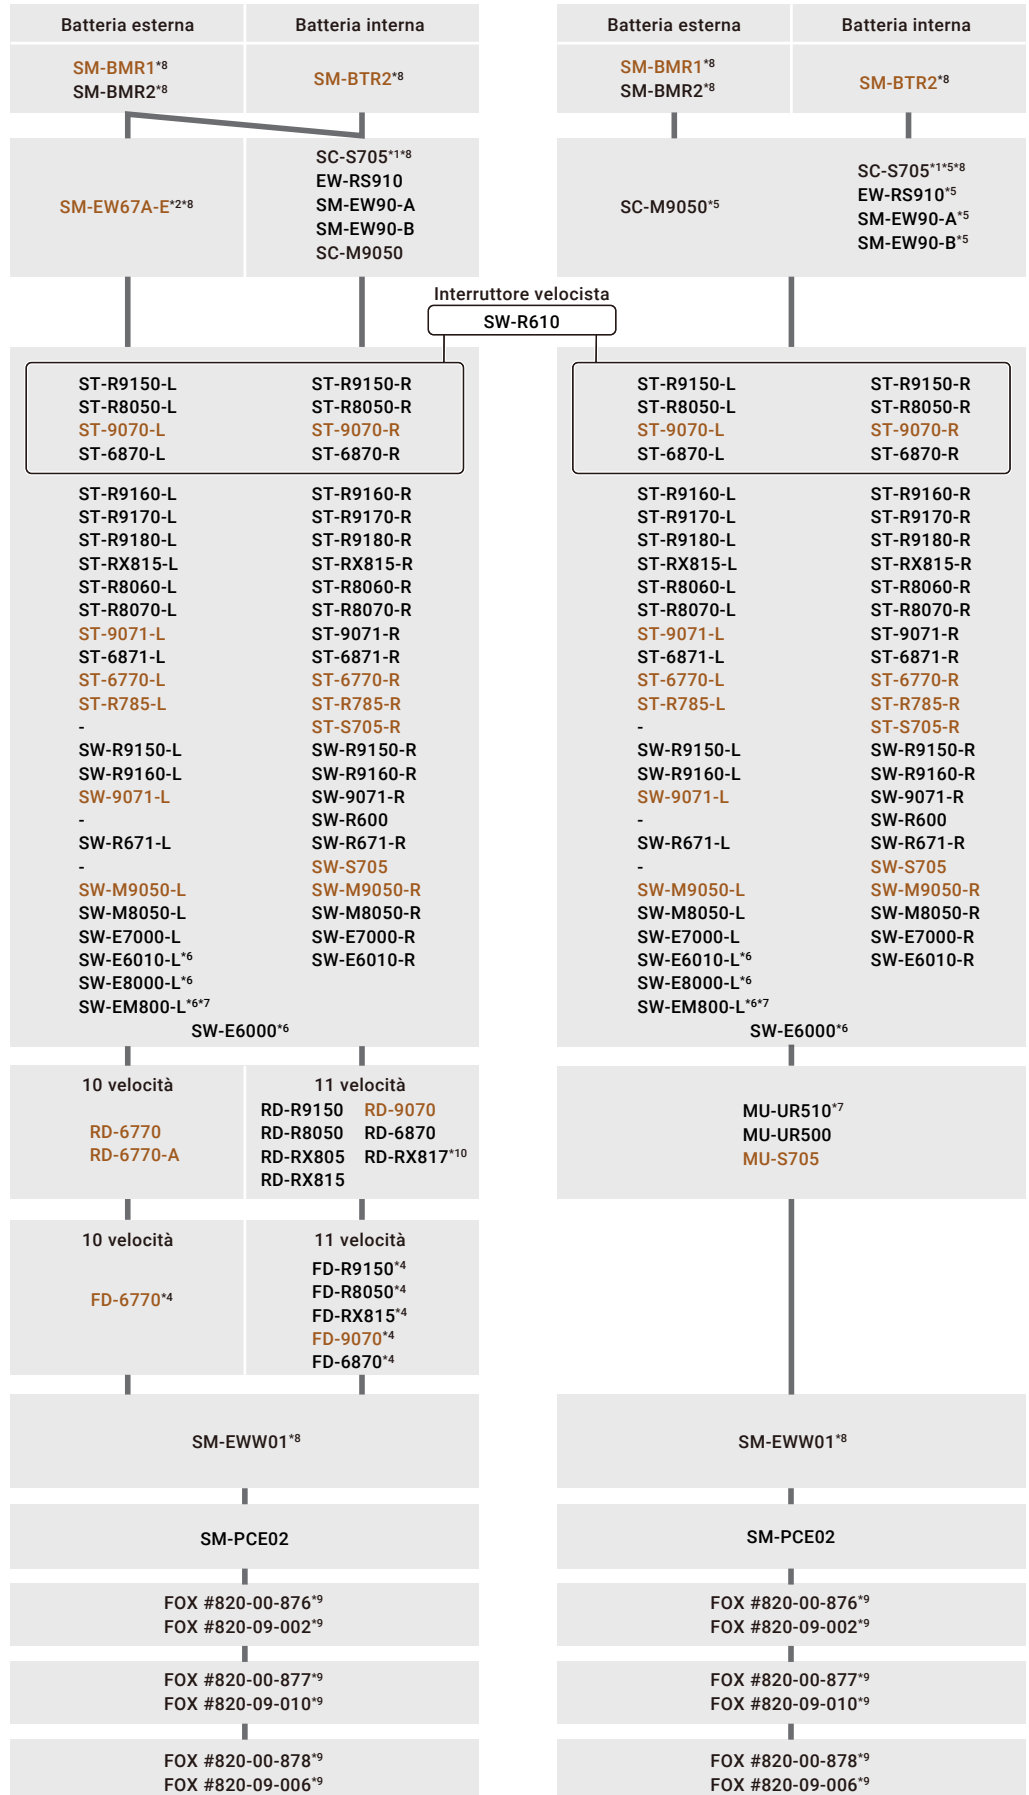 Batteria esterna
Batteria interna
SM-BMR1*8
SM-BMR2*8
SM-BTR2*8
SM-EW67A-E*2*8
SC-S705*1*8
EW-RS910
SM-EW90-A
SM-EW90-B
SC-M9050
Batteria esterna
Batteria interna
SM-BMR1*8
SM-BMR2*8
SM-BTR2*8
SC-M9050*5
SC-S705*1*5*8
EW-RS910*5
SM-EW90-A*5
SM-EW90-B*5
Interruttore velocista
SW-R610
ST-R9150-L ST-R9150-R
ST-R8050-L ST-R8050-R
ST-9070-L ST-9070-R
ST-6870-L ST-6870-R
ST-R9160-L ST-R9160-R
ST-R9170-L ST-R9170-R
ST-R9180-L ST-R9180-R
ST-RX815-L ST-RX815-R
ST-R8060-L ST-R8060-R
ST-R8070-L ST-R8070-R
ST-9071-L ST-9071-R
ST-6871-L ST-6871-R
ST-6770-L ST-6770-R
ST-R785-L ST-R785-R
- ST-S705-R
SW-R9150-L SW-R9150-R
SW-R9160-L SW-R9160-R
SW-9071-L SW-9071-R
- SW-R600
SW-R671-L SW-R671-R
- SW-S705
SW-M9050-L SW-M9050-R
SW-M8050-L SW-M8050-R
SW-E7000-L SW-E7000-R
SW-E6010-L*6 SW-E6010-R
SW-E8000-L*6
SW-EM800-L*6*7
SW-E6000*6
ST-R9150-L ST-R9150-R
ST-R8050-L ST-R8050-R
ST-9070-L ST-9070-R
ST-6870-L ST-6870-R
ST-R9160-L ST-R9160-R
ST-R9170-L ST-R9170-R
ST-R9180-L ST-R9180-R
ST-RX815-L ST-RX815-R
ST-R8060-L ST-R8060-R
ST-R8070-L ST-R8070-R
ST-9071-L ST-9071-R
ST-6871-L ST-6871-R
ST-6770-L ST-6770-R
ST-R785-L ST-R785-R
- ST-S705-R
SW-R9150-L SW-R9150-R
SW-R9160-L SW-R9160-R
SW-9071-L SW-9071-R
- SW-R600
SW-R671-L SW-R671-R
- SW-S705
SW-M9050-L SW-M9050-R
SW-M8050-L SW-M8050-R
SW-E7000-L SW-E7000-R
SW-E6010-L*6 SW-E6010-R
SW-E8000-L*6
SW-EM800-L*6*7
SW-E6000*6
10 velocità
RD-6770
RD-6770-A
11 velocità
RD-R9150 RD-9070
RD-R8050 RD-6870
RD-RX805 RD-RX817*10
RD-RX815
MU-UR510*7
MU-UR500
MU-S705
10 velocità
FD-6770*4
11 velocità
FD-R9150*4
FD-R8050*4
FD-RX815*4
FD-9070*4
FD-6870*4
SM-EWW01*8
SM-EWW01*8
SM-PCE02
SM-PCE02
FOX #820-00-876*9
FOX #820-09-002*9
FOX #820-00-876*9
FOX #820-09-002*9
FOX #820-00-877*9
FOX #820-09-010*9
FOX #820-00-877*9
FOX #820-09-010*9
FOX #820-00-878*9
FOX #820-09-006*9
FOX #820-00-878*9
FOX #820-09-006*9